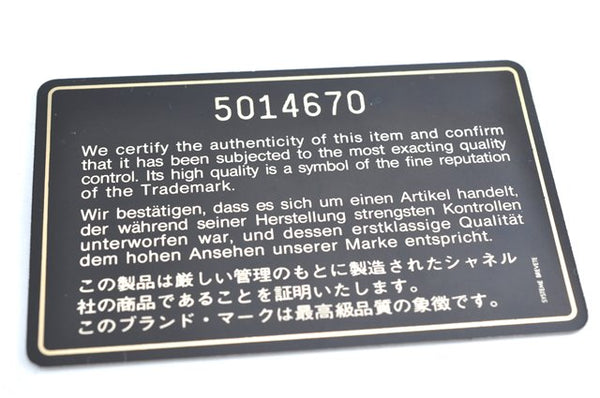 5014670
We certify the authenticity of this item and confirm
that it has been subjected to the most exacting quality
control. Its high quality is a symbol of the fine reputation
of the Trademark.
Wir bestätigen, dass es sich um einen Artikel handelt,
der während seiner Herstellung strengsten Kontrollen
unterworfen war, und dessen erstklassige Qualität
dem hohen Ansehen unserer Marke entspricht.
この製品は厳しい管理のもとに製造されたシャネル
社の商品であることを証明いたします。
このブランド・マークは最高級品質の象徴です。
SYSTEME BREVETE